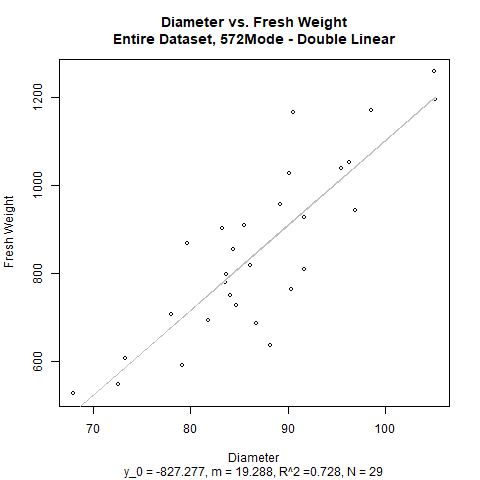 Diameter vs. Fresh Weight
Entire Dataset, 572Mode - Double Linear
Fresh Weight
1200
1000
800
600
70 80 90 100
Diameter
y_0 = -827.277, m = 19.288, R^2 =0.728, N = 29